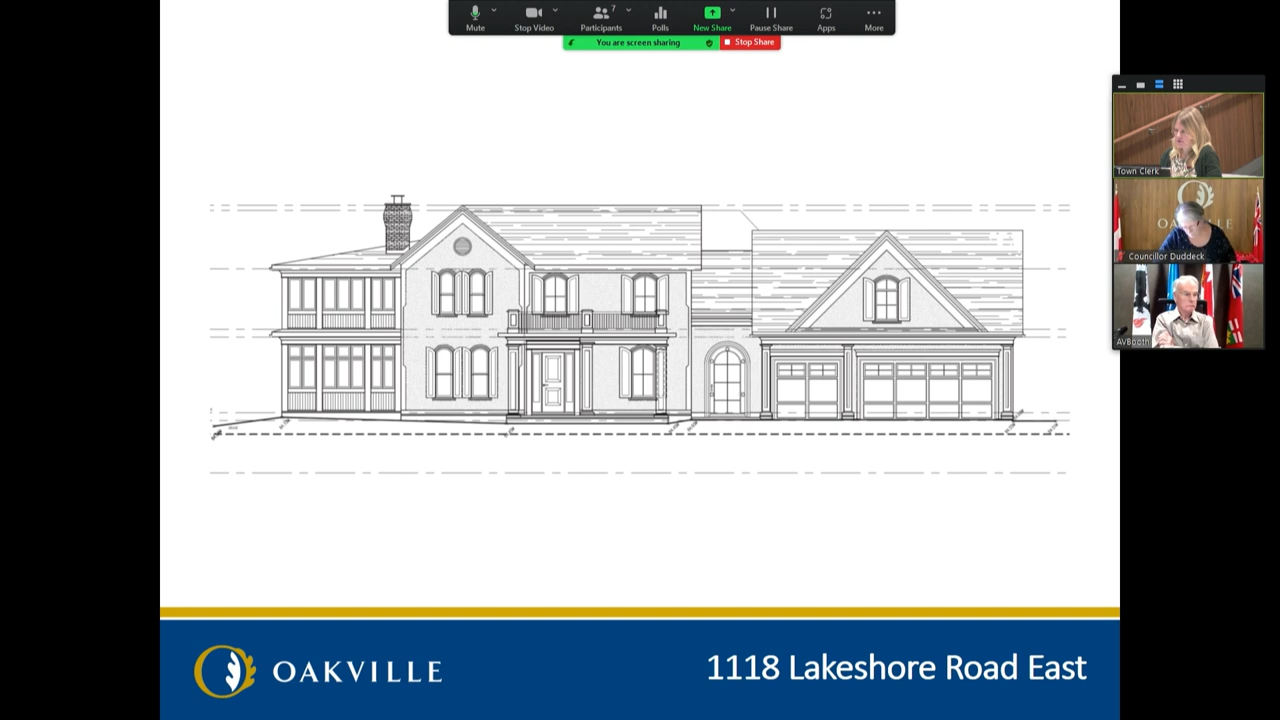 7
Mute
Stop Video
Participants
Polls
New Share
Pause Share
Apps
More
You are screen sharing
Stop Share
Town Clerk
OAKVILLE
Councillor Duddeck
AVBooth
OAKVILLE
1118 Lakeshore Road East